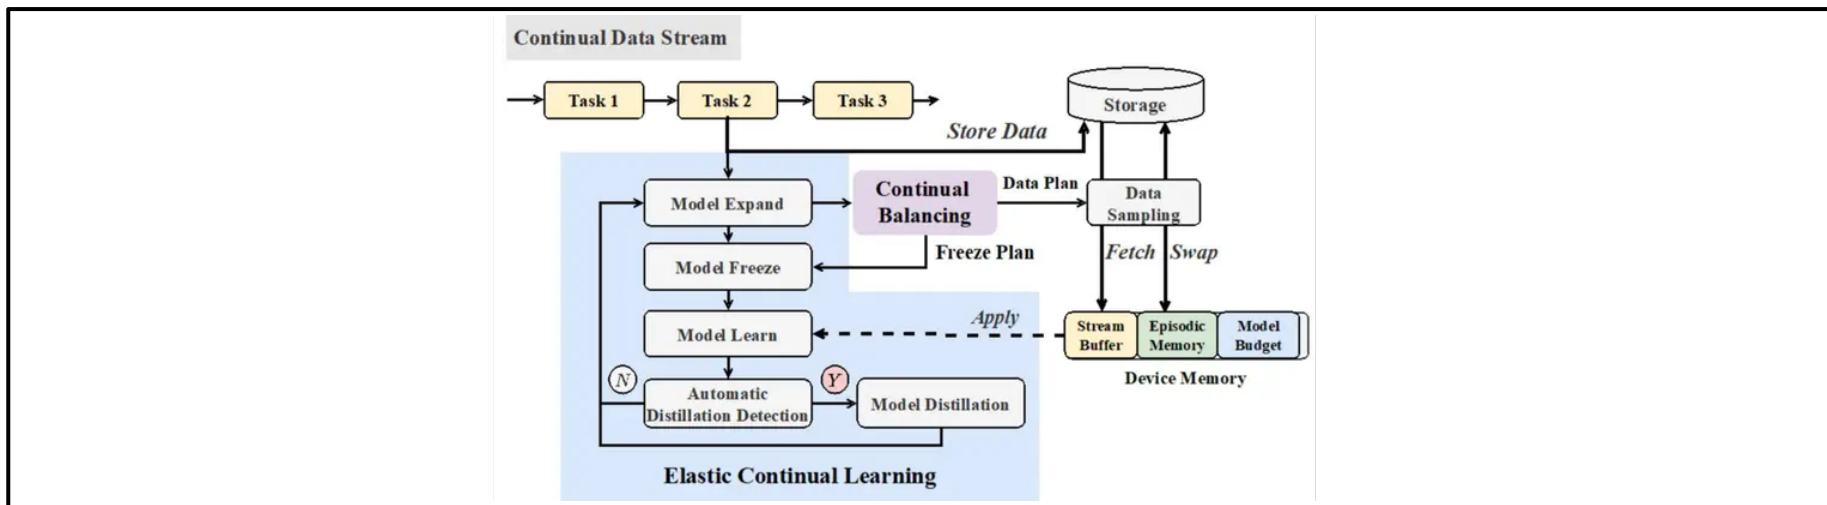 Continual Data Stream
Task 1
Task 2
Task 3
Storage
Store Data
Model Expand
Continual
Balancing
Data Plan
Data
Sampling
Model Freeze
Freeze Plan
Fetch
Swap
Model Learn
Apply
Stream
Buffer
Episodic
Memory
Model
Budget
Device Memory
N
Automatic
Distillation Detection
Y
Model Distillation
Elastic Continual Learning